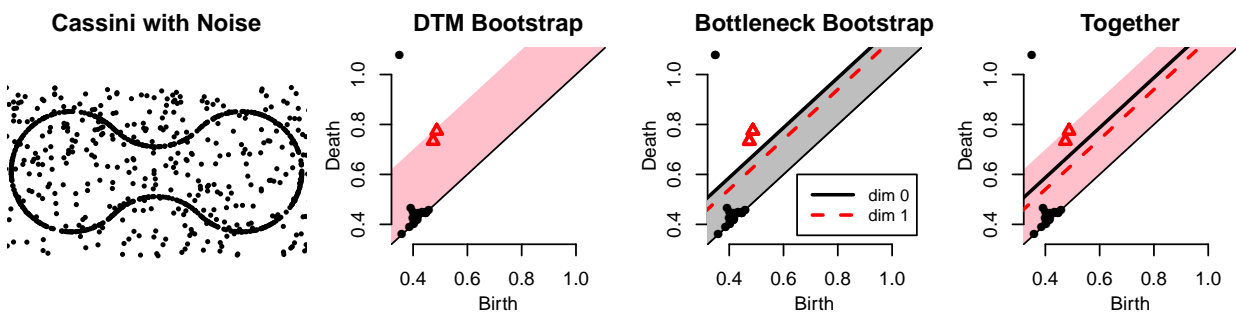 Cassini with Noise
DTM Bootstrap
Death
0.4 0.6 0.8 1.0
0.4 0.6 0.8 1.0
Birth
Bottleneck Bootstrap
Death
0.4 0.6 0.8 1.0
dim 0
dim 1
0.4 0.6 0.8 1.0
Birth
Together
Death
0.4 0.6 0.8 1.0
0.4 0.6 0.8 1.0
Birth